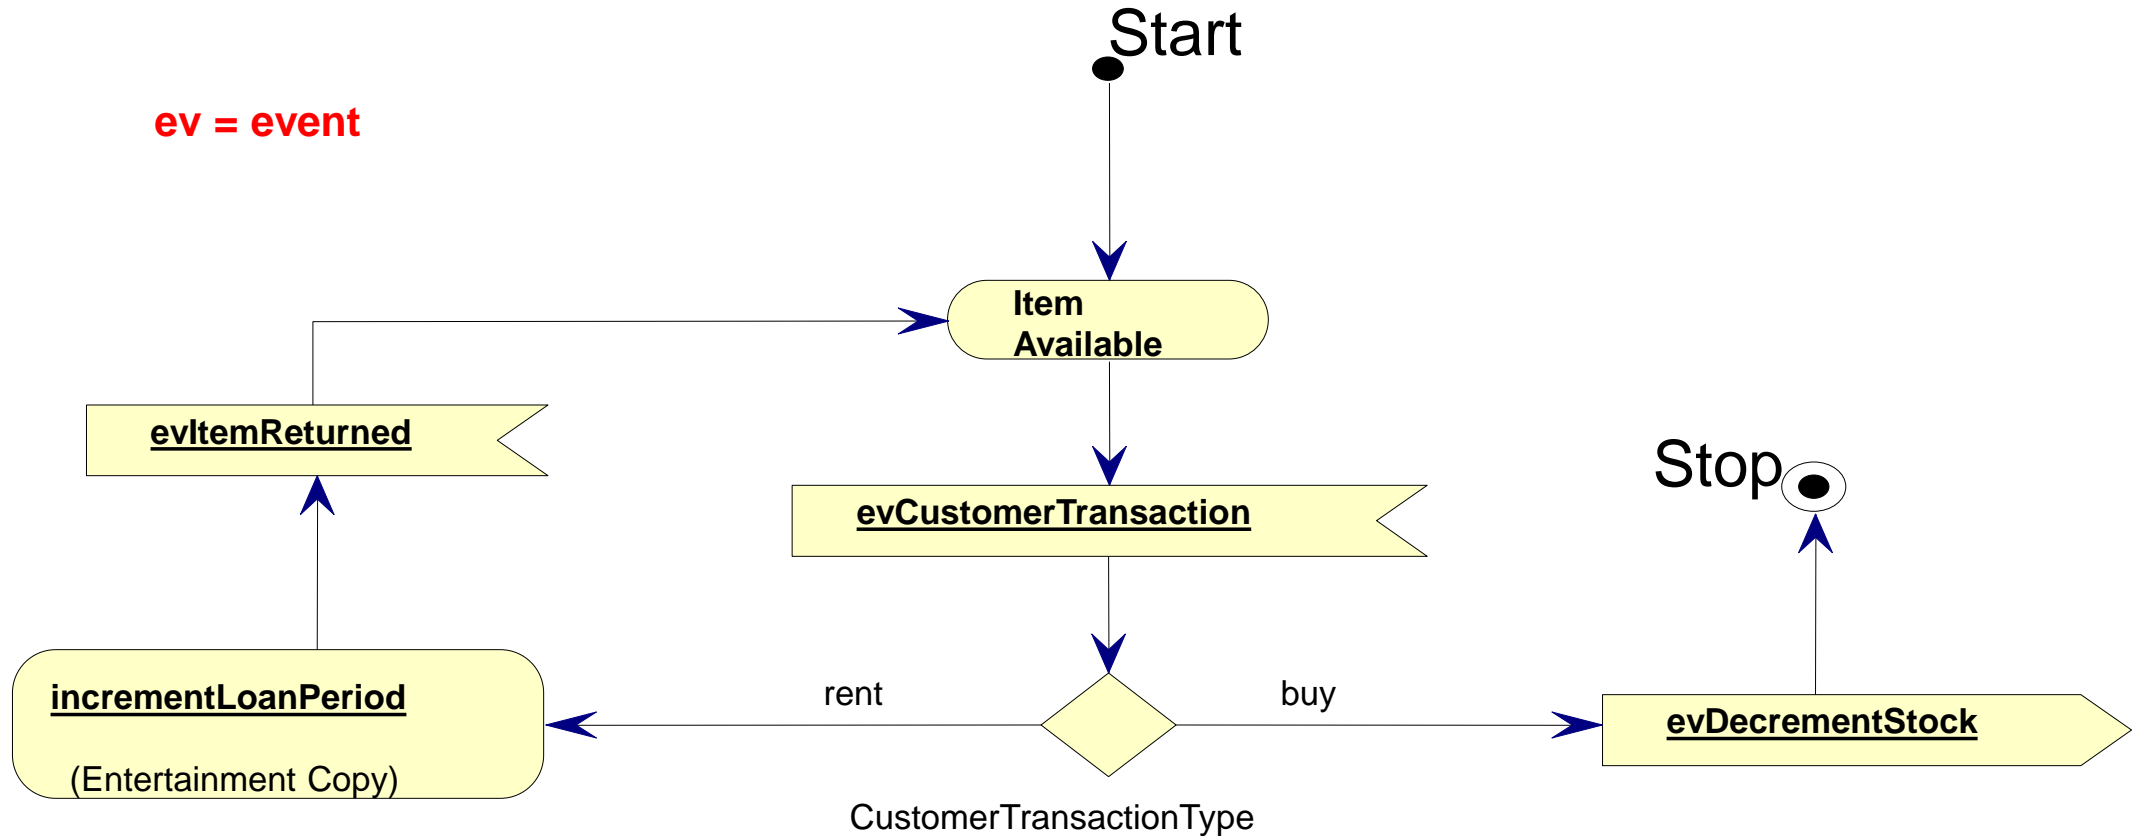 Start
ev = event
Item
Available
evItemReturned
Stop
evCustomerTransaction
rent
buy
incrementLoanPeriod
evDecrementStock
(Entertainment Copy)
CustomerTransactionType